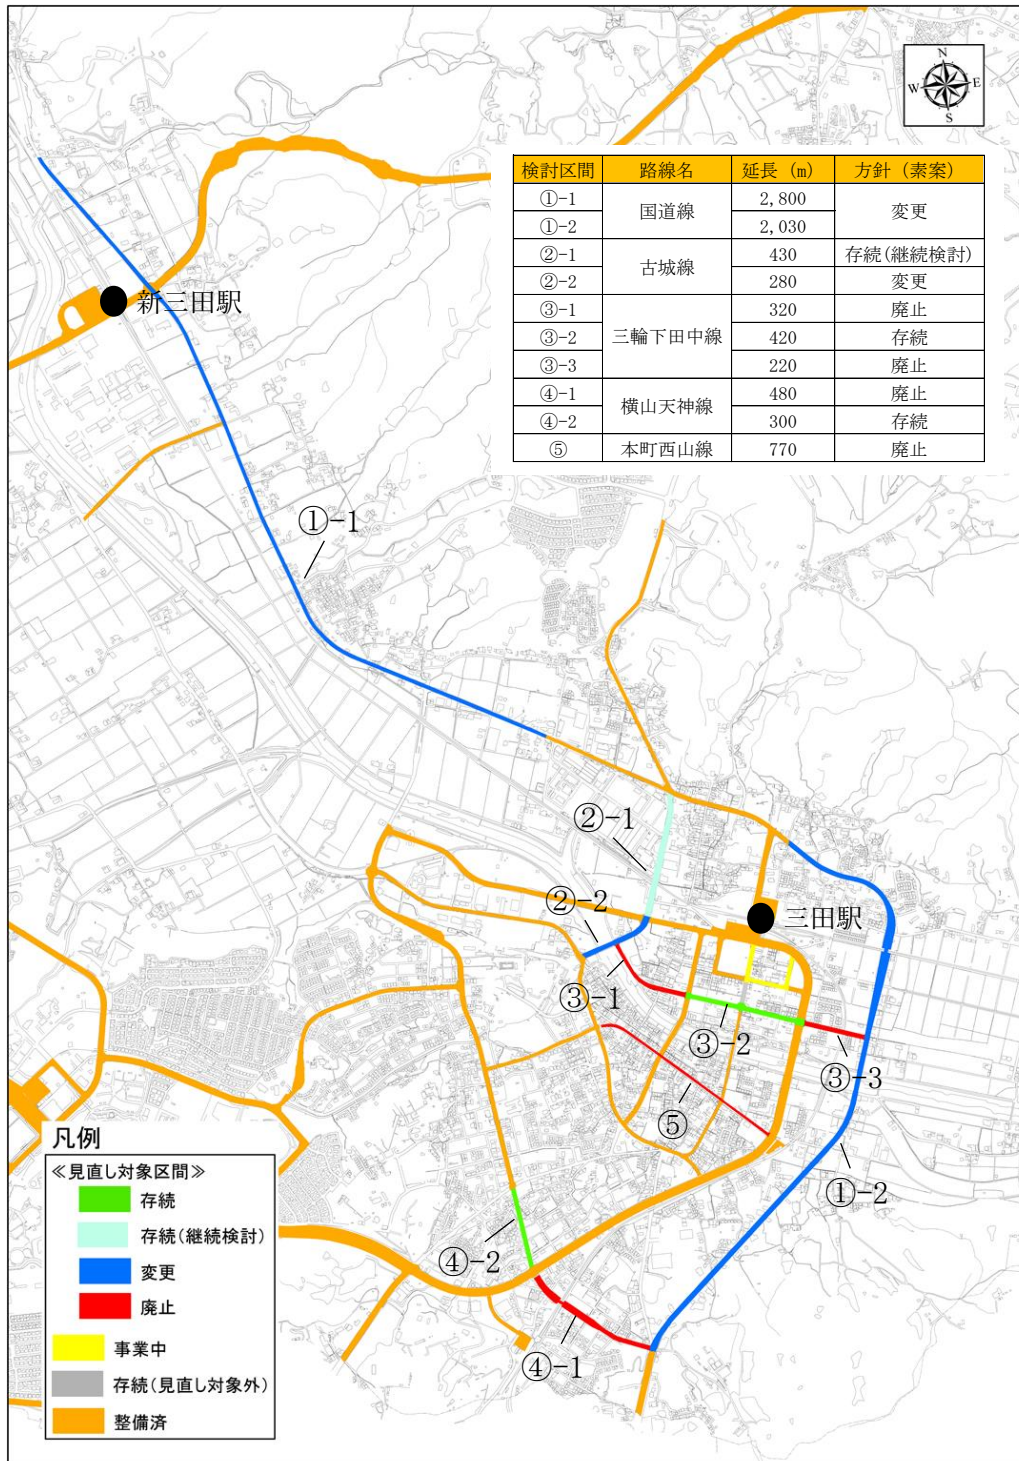 N
W E
S
検討区間 路線名 延長 (m) 方針 (素案)
①-1 国道線 2,800 変更
①-2 2,030
②-1 古城線 430 存続(継続検討)
②-2 280 変更
③-1 三輪下田中線 320 廃止
③-2 420 存続
③-3 220 廃止
④-1 横山天神線 480 廃止
④-2 300 存続
⑤ 本町西山線 770 廃止
新三田駅
①-1
②-1
②-2
三田駅
③-1
③-2
③-3
⑤
①-2
④-2
④-1
凡例
≪見直し対象区間≫
存続
存続(継続検討)
変更
廃止
事業中
存続(見直し対象外)
整備済